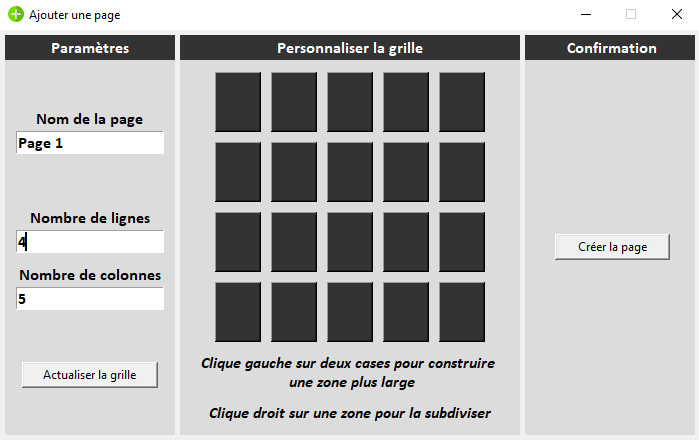 Ajouter une page
Paramètres
Nom de la page
Page 1
Nombre de lignes
4
Nombre de colonnes
5
Actualiser la grille
Personnaliser la grille
Clique gauche sur deux cases pour construire
une zone plus large
Clique droit sur une zone pour la subdiviser
Confirmation
Créer la page